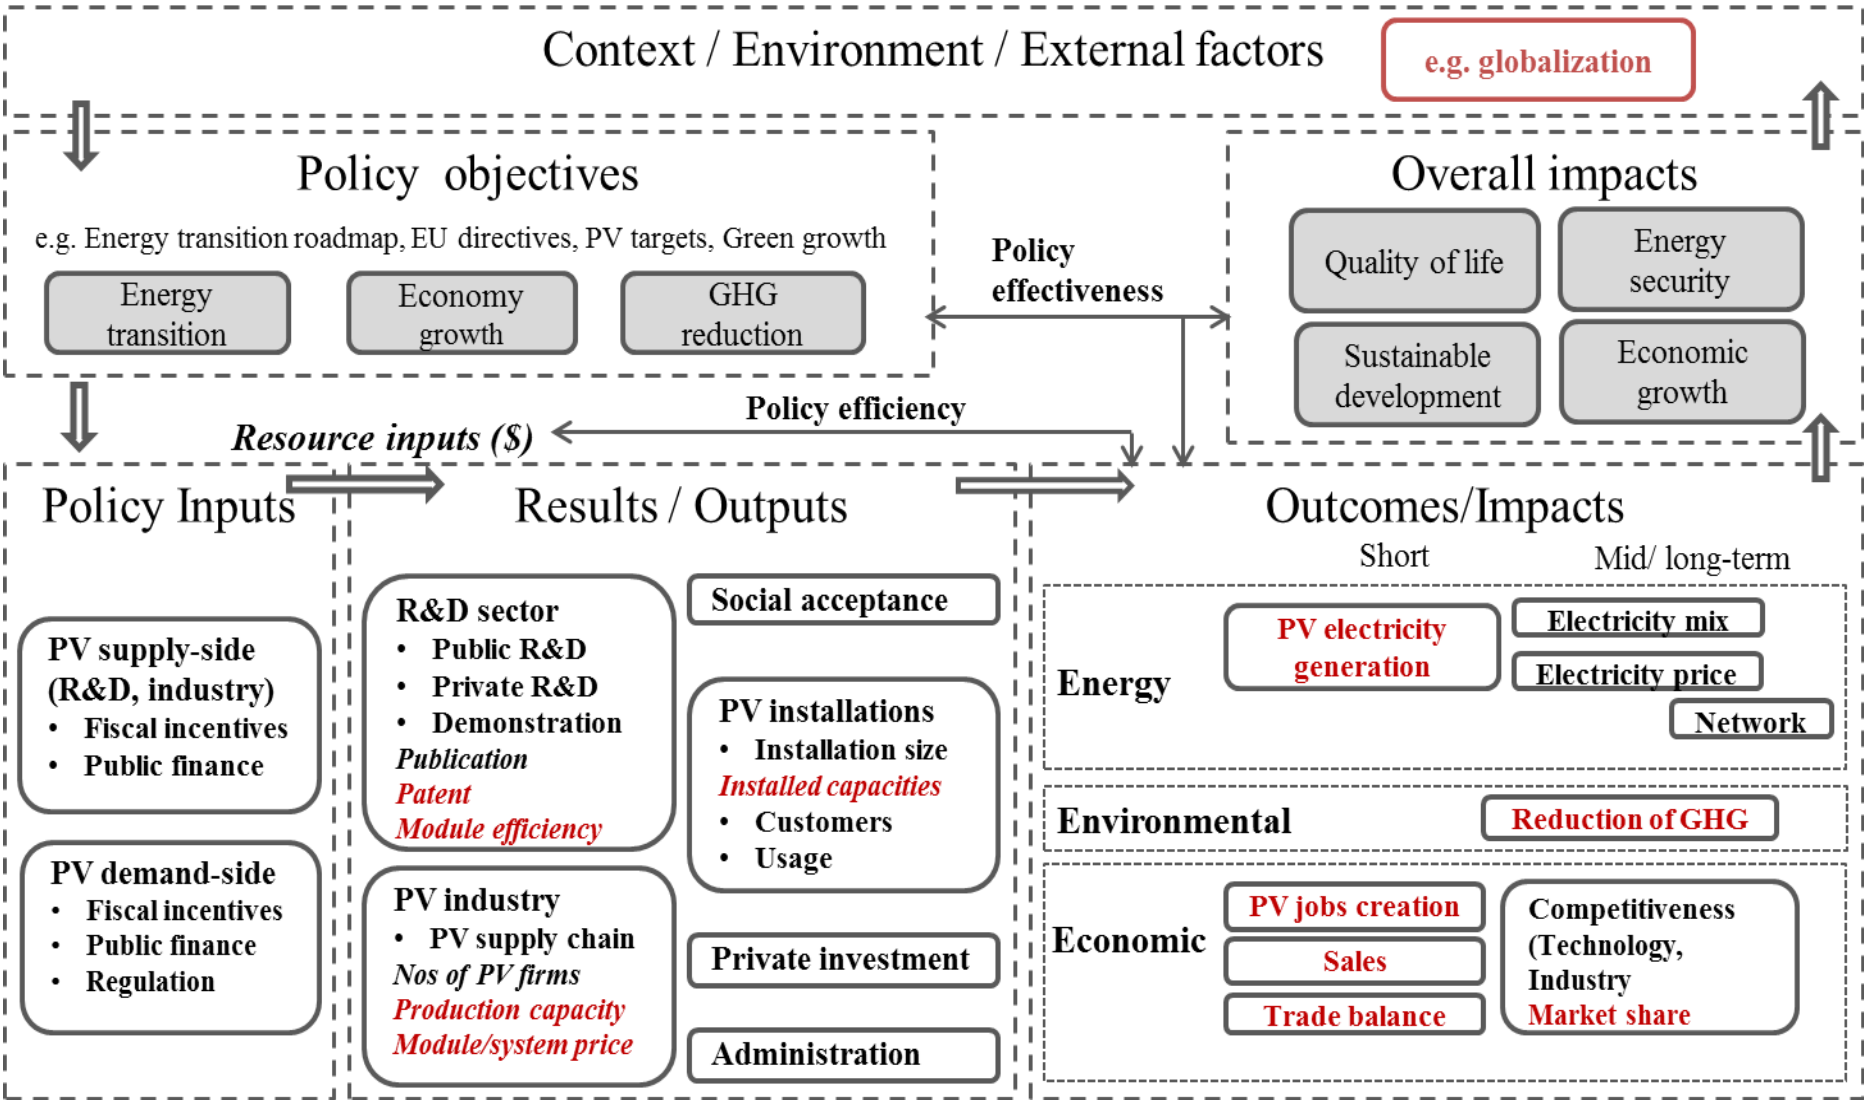 Context / Environment / External factors
e.g. globalization
Policy objectives
e.g. Energy transition roadmap, EU directives, PV targets, Green growth
Energy
transition
Economy
growth
GHG
reduction
Policy
effectiveness
Overall impacts
Quality of life
Energy
security
Sustainable
development
Economic
growth
Policy efficiency
Resource inputs ($)
Policy Inputs
PV supply-side
(R&D, industry)
• Fiscal incentives
• Public finance
PV demand-side
• Fiscal incentives
• Public finance
• Regulation
Results / Outputs
R&D sector
• Public R&D
• Private R&D
• Demonstration
Publication
Patent
Module efficiency
PV industry
• PV supply chain
Nos of PV firms
Production capacity
Module/system price
Social acceptance
PV installations
• Installation size
Installed capacities
• Customers
• Usage
Private investment
Administration
Outcomes/Impacts
Short
Mid/ long-term
Energy
PV electricity
generation
Electricity mix
Electricity price
Network
Environmental
Reduction of GHG
Economic
PV jobs creation
Sales
Trade balance
Competitiveness
(Technology,
Industry
Market share